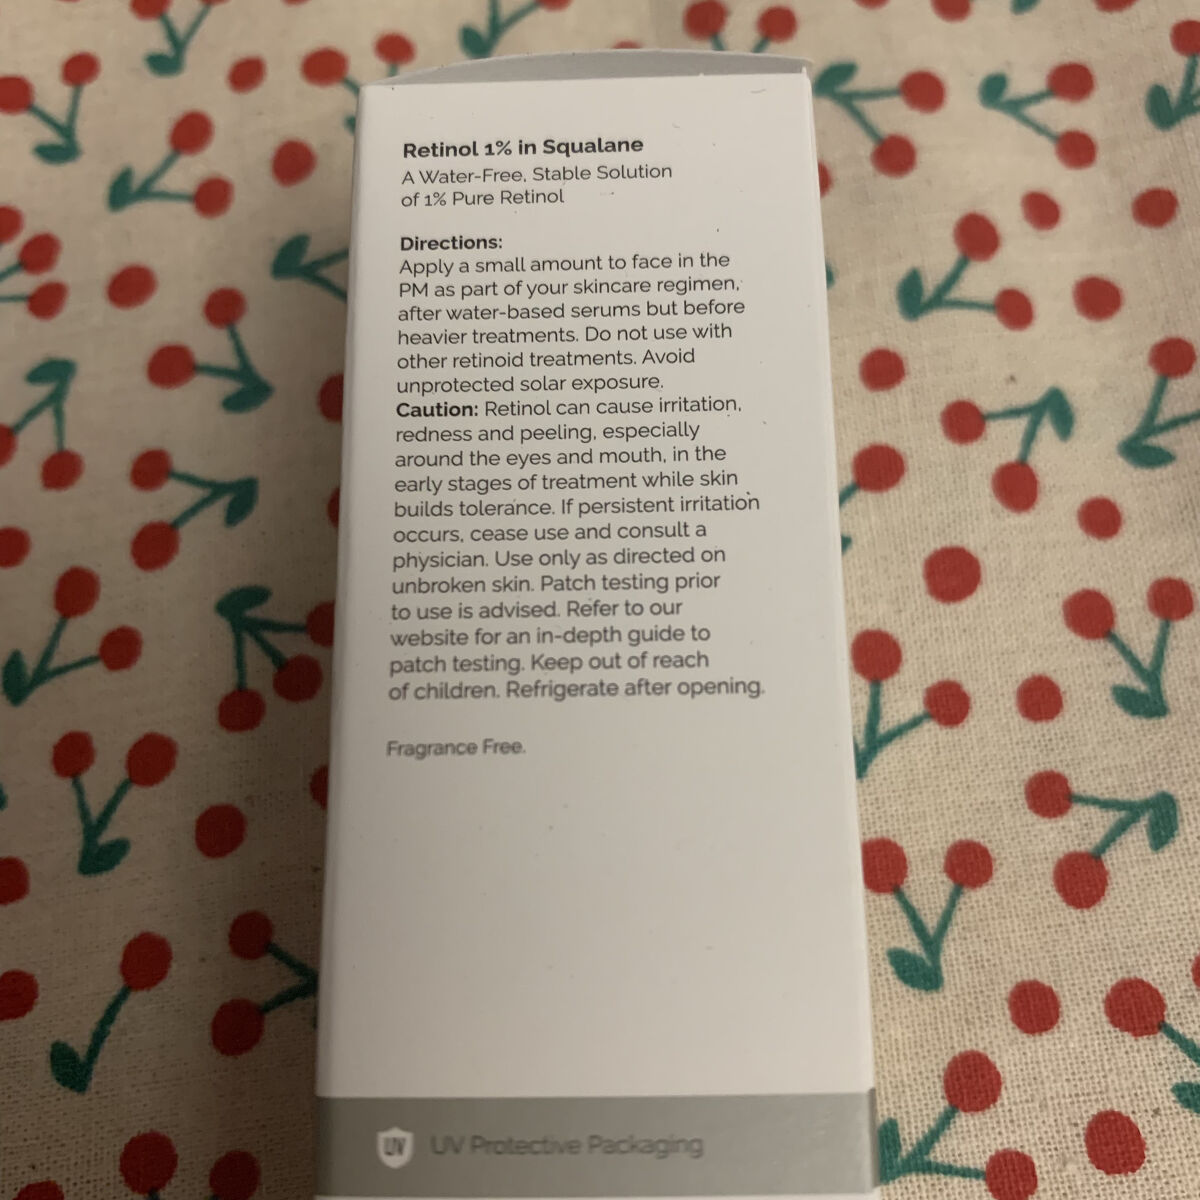 Retinol 1% in Squalane
A Water-Free, Stable Solution
of 1% Pure Retinol
Directions:
Apply a small amount to face in the
PM as part of your skincare regimen,
after water-based serums but before
heavier treatments. Do not use with
other retinoid treatments. Avoid
unprotected solar exposure.
Caution: Retinol can cause irritation,
redness and peeling, especially
around the eyes and mouth, in the
early stages of treatment while skin
builds tolerance. If persistent irritation
occurs, cease use and consult a
physician. Use only as directed on
unbroken skin. Patch testing prior
to use is advised. Refer to our
website for an in-depth guide to
patch testing. Keep out of reach
of children. Refrigerate after opening.
Fragrance Free.
UV UV Protective Packaging